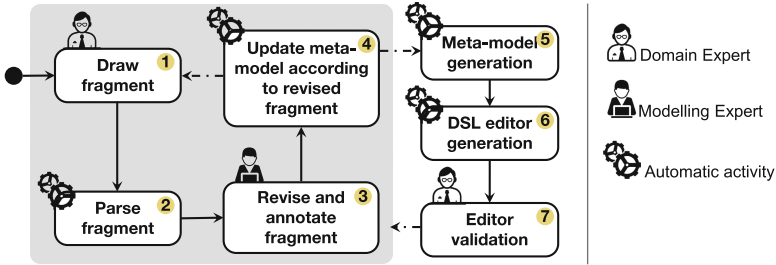 Draw
fragment
1
Parse
fragment
2
Revise and
annotate
fragment
3
Update meta-
model according
to revised
fragment
4
Meta-model
generation
5
DSL editor
generation
6
Editor
validation
7
Domain Expert
Modelling Expert
Automatic activity